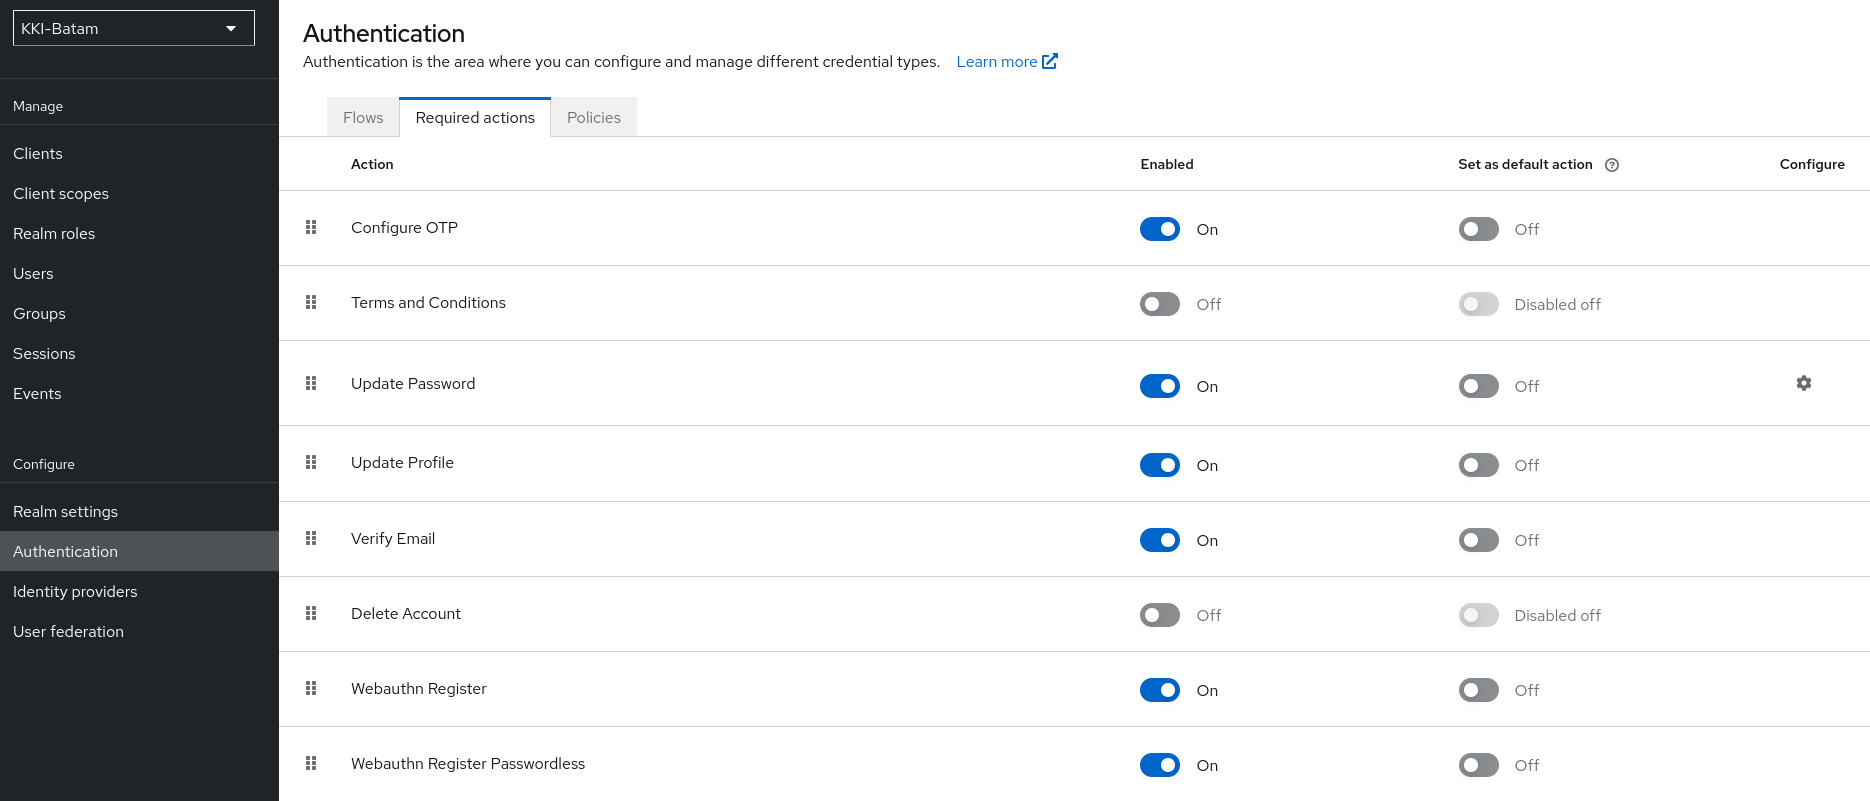 KKI-Batam
Manage
Clients
Client scopes
Realm roles
Users
Groups
Sessions
Events
Configure
Realm settings
Authentication
Identity providers
User federation
Authentication
Authentication is the area where you can configure and manage different credential types. Learn more
Flows Required actions Policies
Action Enabled Set as default action Configure
Configure OTP On Off
Terms and Conditions Off Disabled off
Update Password On Off
Update Profile On Off
Verify Email On Off
Delete Account Off Disabled off
Webauthn Register On Off
Webauthn Register Passwordless On Off